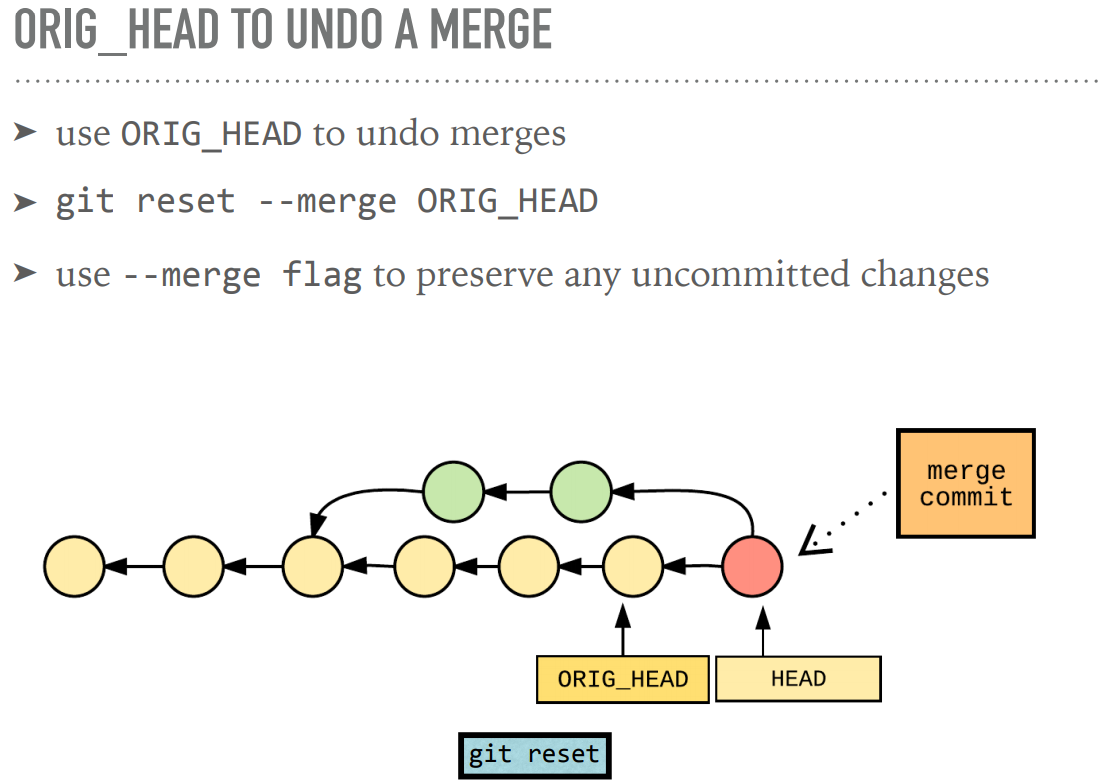 ORIG_HEAD TO UNDO A MERGE
➤ use ORIG_HEAD to undo merges
➤ git reset --merge ORIG_HEAD
➤ use --merge flag to preserve any uncommitted changes
merge
commit
ORIG_HEAD
HEAD
git reset